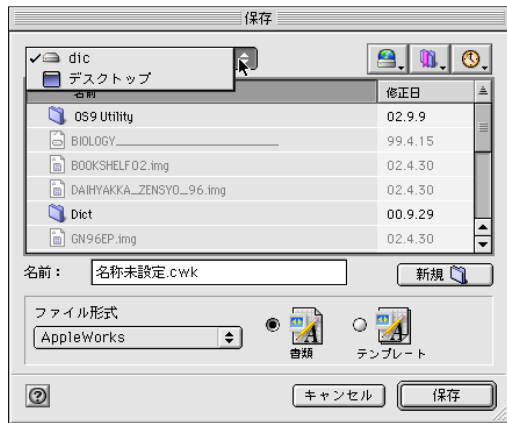 保存
dic
デスクトップ
名前 修正日
OS9 Utility 02.9.9
BIOLOGY_________________________ 99.4.15
BOOKSHELF02.img 02.4.30
DAIHYAKKA_ZENSYO_96.img 02.4.30
Dict 00.9.29
GN96EP.img 02.4.30
名前： 名称未設定.cwk 新規
ファイル形式
AppleWorks
書類 テンプレート
? キャンセル 保存